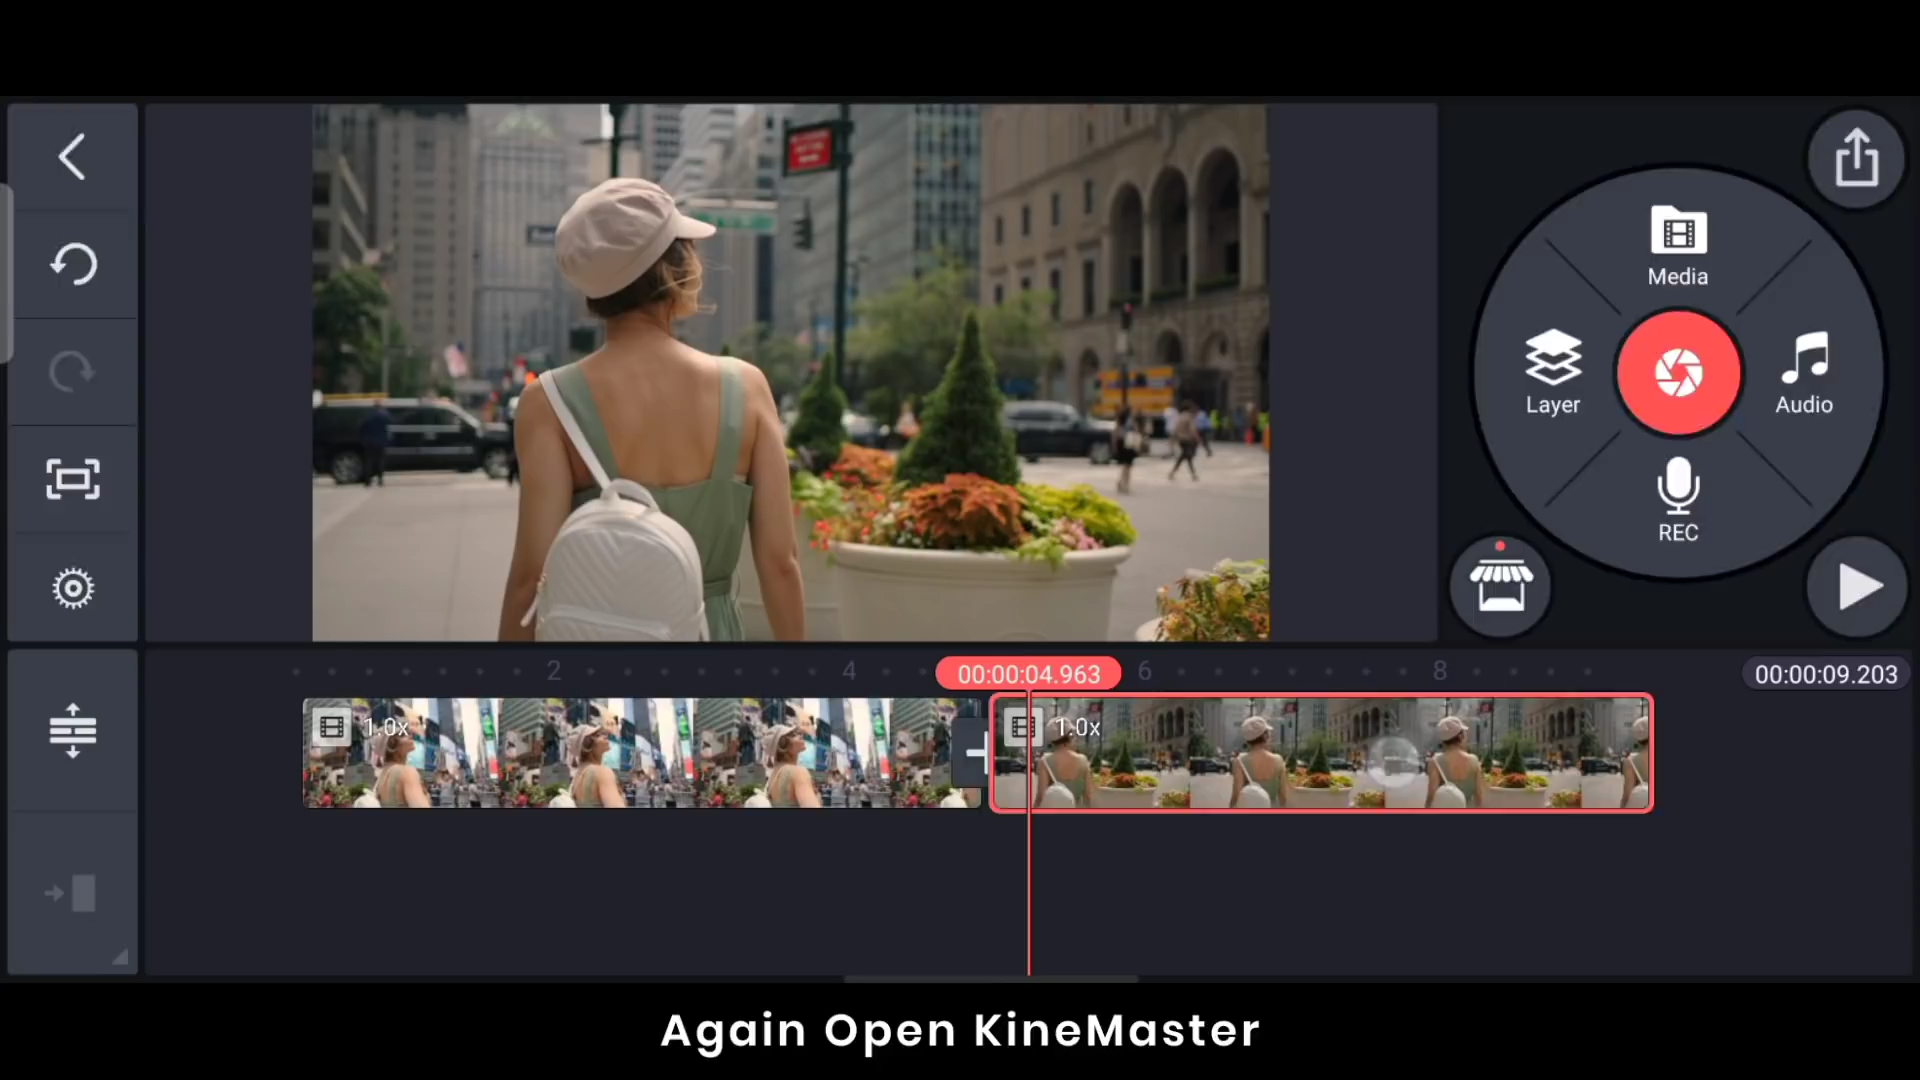 Media
Layer
Audio
REC
2
4
00:00:04.963
6
8
00:00:09.203
1.0x
1.0x
Again Open KineMaster